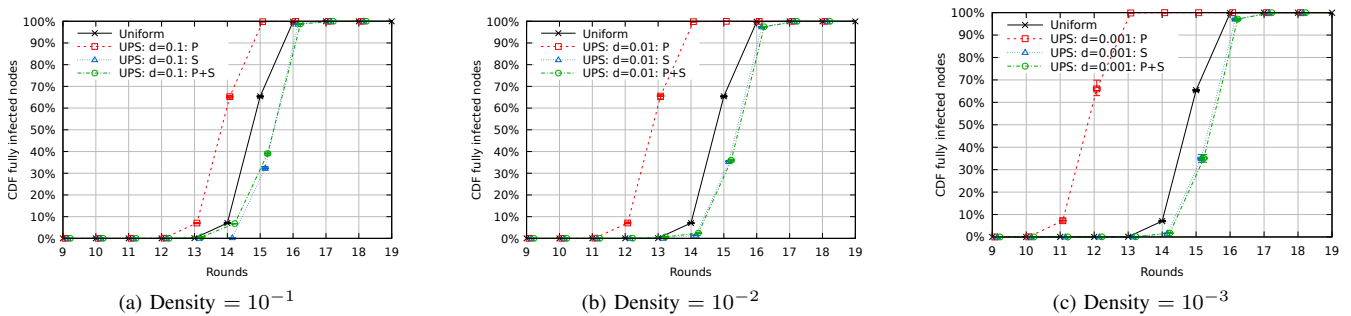 CDF fully infected nodes
100%
90%
80%
70%
60%
50%
40%
30%
20%
10%
0%
Uniform
UPS: d=0.1: P
UPS: d=0.1: S
UPS: d=0.1: P+S
9 10 11 12 13 14 15 16 17 18 19
Rounds
(a) Density = 10⁻¹
CDF fully infected nodes
100%
90%
80%
70%
60%
50%
40%
30%
20%
10%
0%
Uniform
UPS: d=0.01: P
UPS: d=0.01: S
UPS: d=0.01: P+S
9 10 11 12 13 14 15 16 17 18 19
Rounds
(b) Density = 10⁻²
CDF fully infected nodes
100%
90%
80%
70%
60%
50%
40%
30%
20%
10%
0%
Uniform
UPS: d=0.001: P
UPS: d=0.001: S
UPS: d=0.001: P+S
9 10 11 12 13 14 15 16 17 18 19
Rounds
(c) Density = 10⁻³